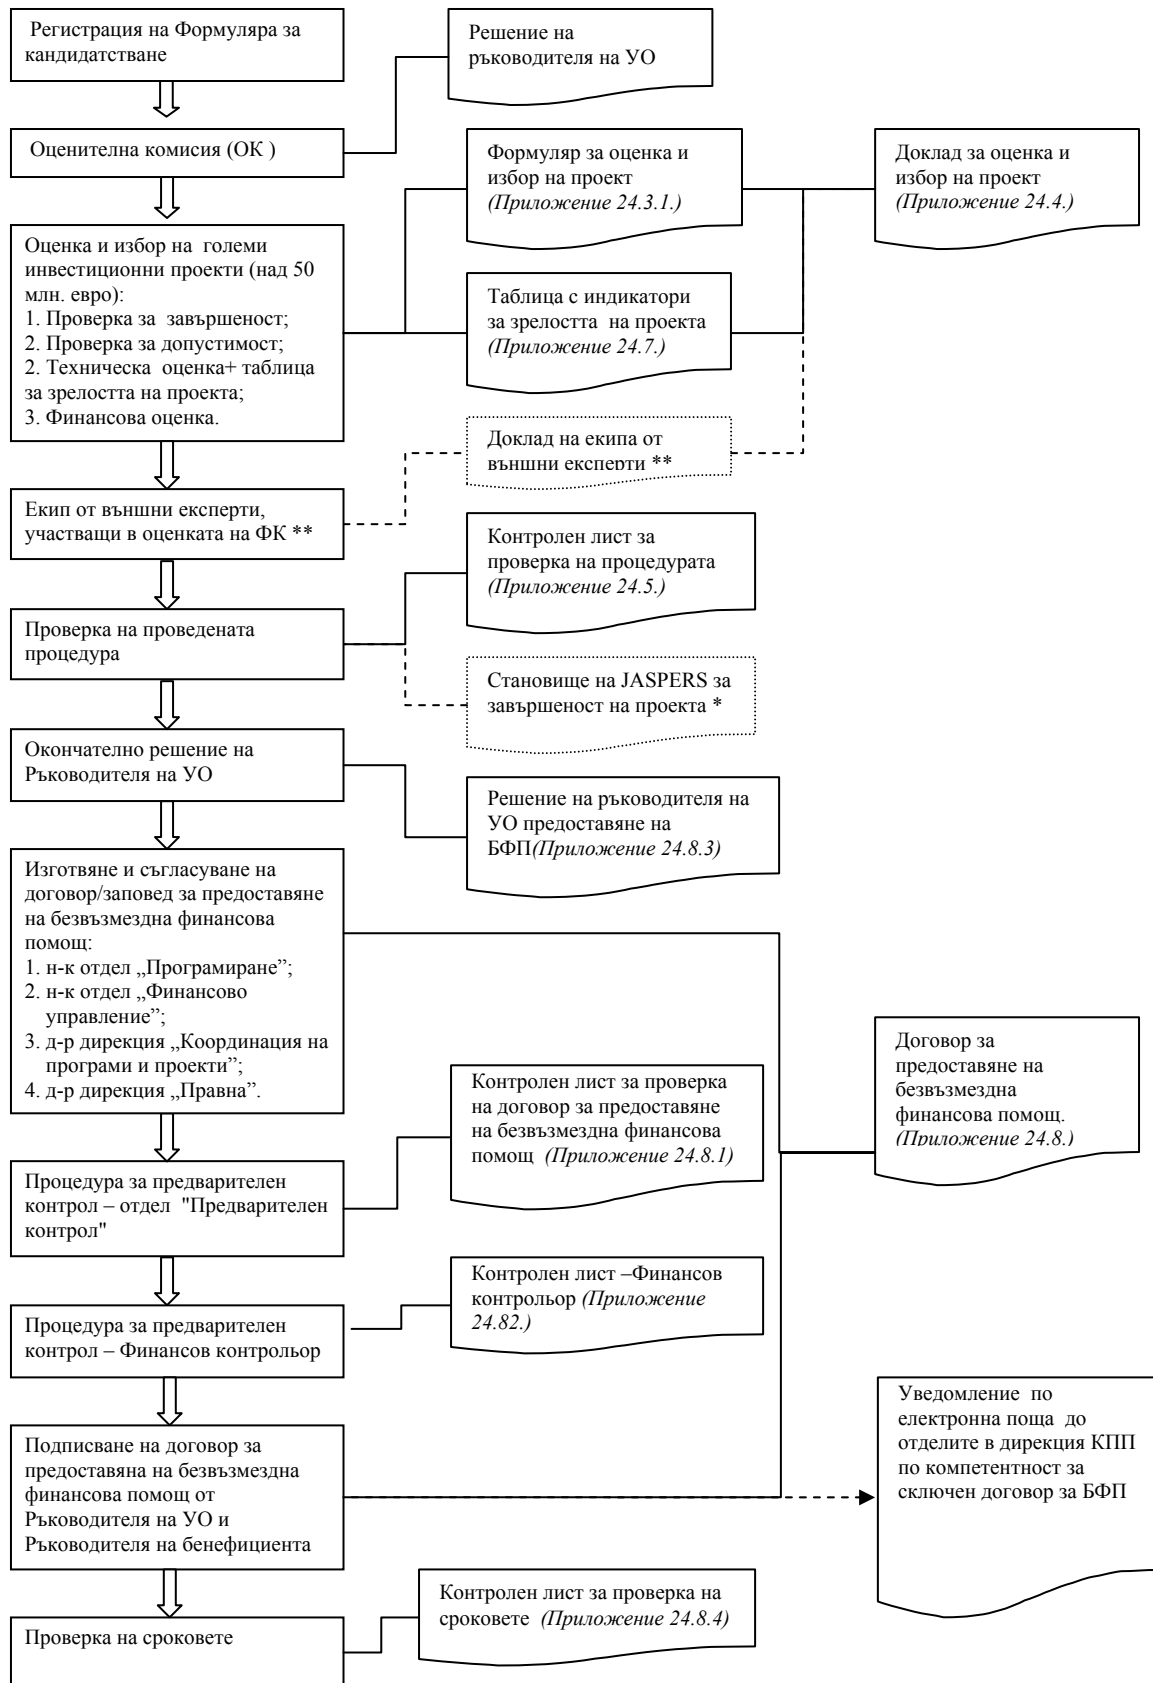 Регистрация на Формуляра за
кандидатстване
Решение на
ръководителя на УО
Оценителна комисия (ОК )
Формуляр за оценка и
избор на проект
(Приложение 24.3.1.)
Доклад за оценка и
избор на проект
(Приложение 24.4.)
Оценка и избор на големи
инвестиционни проекти (над 50
млн. евро):
1. Проверка за завършеност;
2. Проверка за допустимост;
2. Техническа оценка+ таблица
за зрелостта на проекта;
3. Финансова оценка.
Таблица с индикатори
за зрелостта на проекта
(Приложение 24.7.)
Доклад на екипа от
външни експерти **
Екип от външни експерти,
участващи в оценката на ФК **
Контролен лист за
проверка на процедурата
(Приложение 24.5.)
Проверка на проведената
процедура
Становище на JASPERS за
завършеност на проекта *
Окончателно решение на
Ръководителя на УО
Решение на ръководителя на
УО предоставяне на
БФП(Приложение 24.8.3)
Изготвяне и съгласуване на
договор/заповед за предоставяне
на безвъзмездна финансова
помощ:
1. н-к отдел „Програмиране”;
2. н-к отдел „Финансово
управление”;
3. д-р дирекция „Координация на
програми и проекти”;
4. д-р дирекция „Правна”.
Договор за
предоставяне на
безвъзмездна
финансова помощ.
(Приложение 24.8.)
Контролен лист за проверка
на договор за предоставяне
на безвъзмездна финансова
помощ (Приложение 24.8.1)
Процедура за предварителен
контрол – отдел "Предварителен
контрол"
Контролен лист –Финансов
контрольор (Приложение
24.82.)
Процедура за предварителен
контрол – Финансов контрольор
Уведомление по
електронна поща до
отделите в дирекция КПП
по компетентност за
сключен договор за БФП
Подписване на договор за
предоставяна на безвъзмездна
финансова помощ от
Ръководителя на УО и
Ръководителя на бенефициента
Контролен лист за проверка на
сроковете (Приложение 24.8.4)
Проверка на сроковете